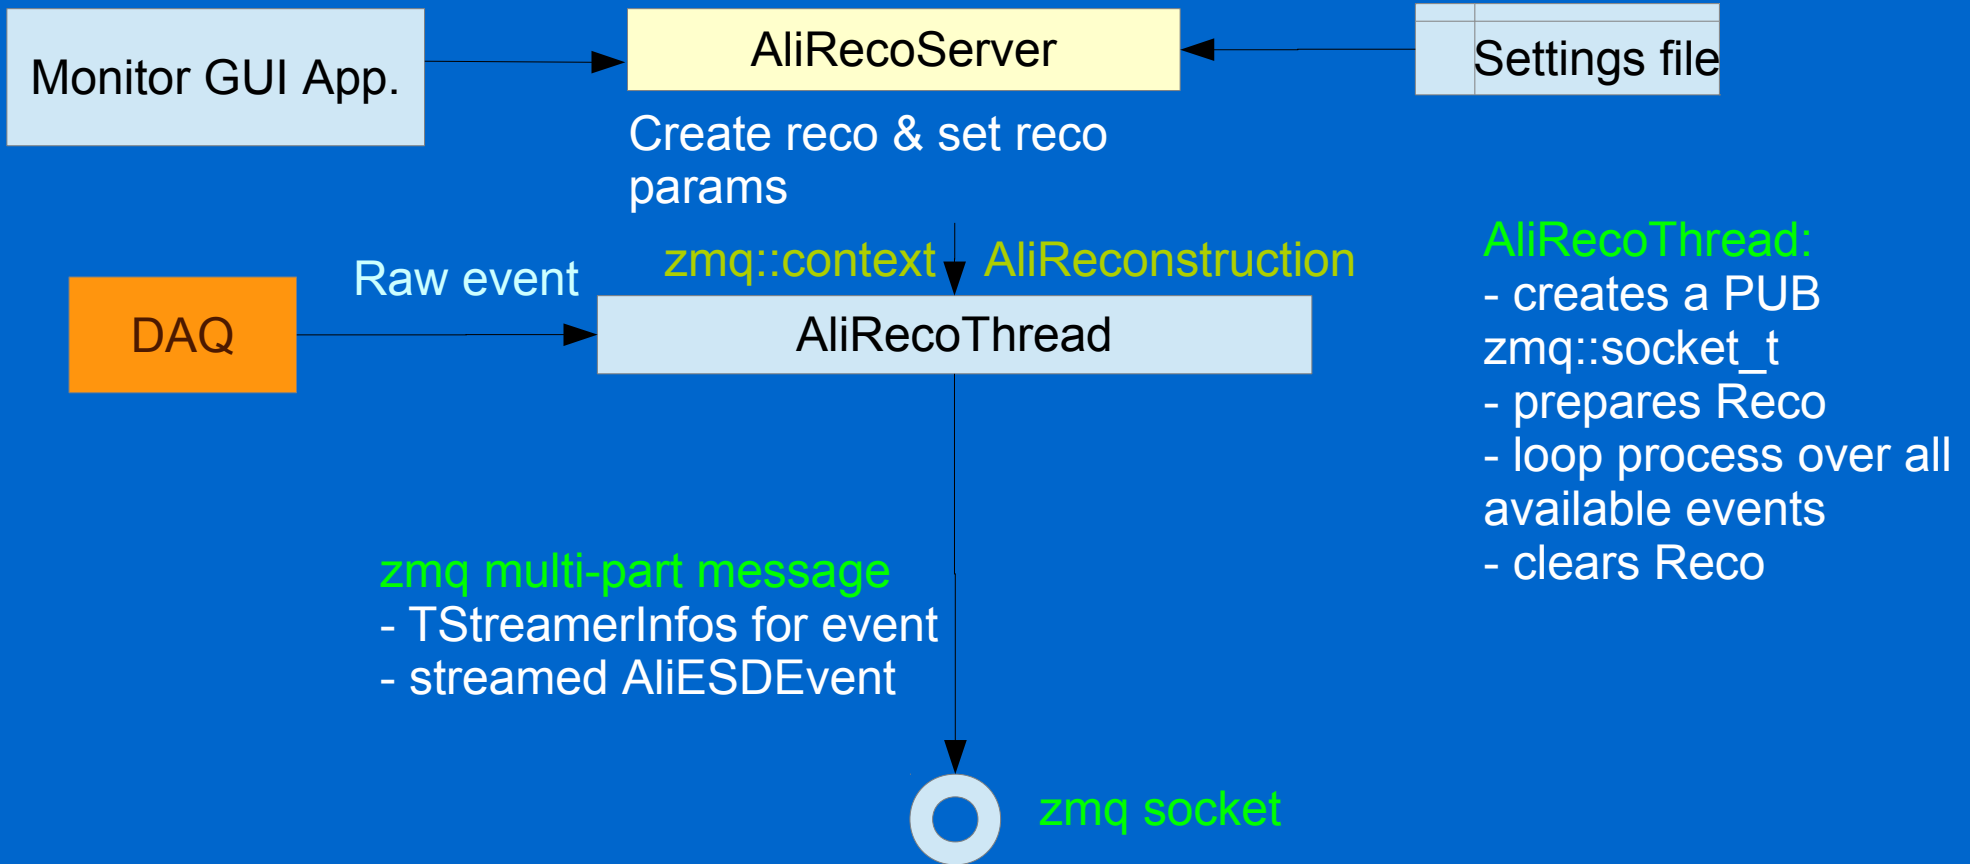 Monitor GUI App.
AliRecoServer
Settings file
Create reco & set reco
params
zmq::context
AliReconstruction
Raw event
DAQ
AliRecoThread
AliRecoThread:
- creates a PUB
zmq::socket_t
- prepares Reco
- loop process over all
available events
- clears Reco
zmq multi-part message
- TStreamerInfos for event
- streamed AliESDEvent
zmq socket